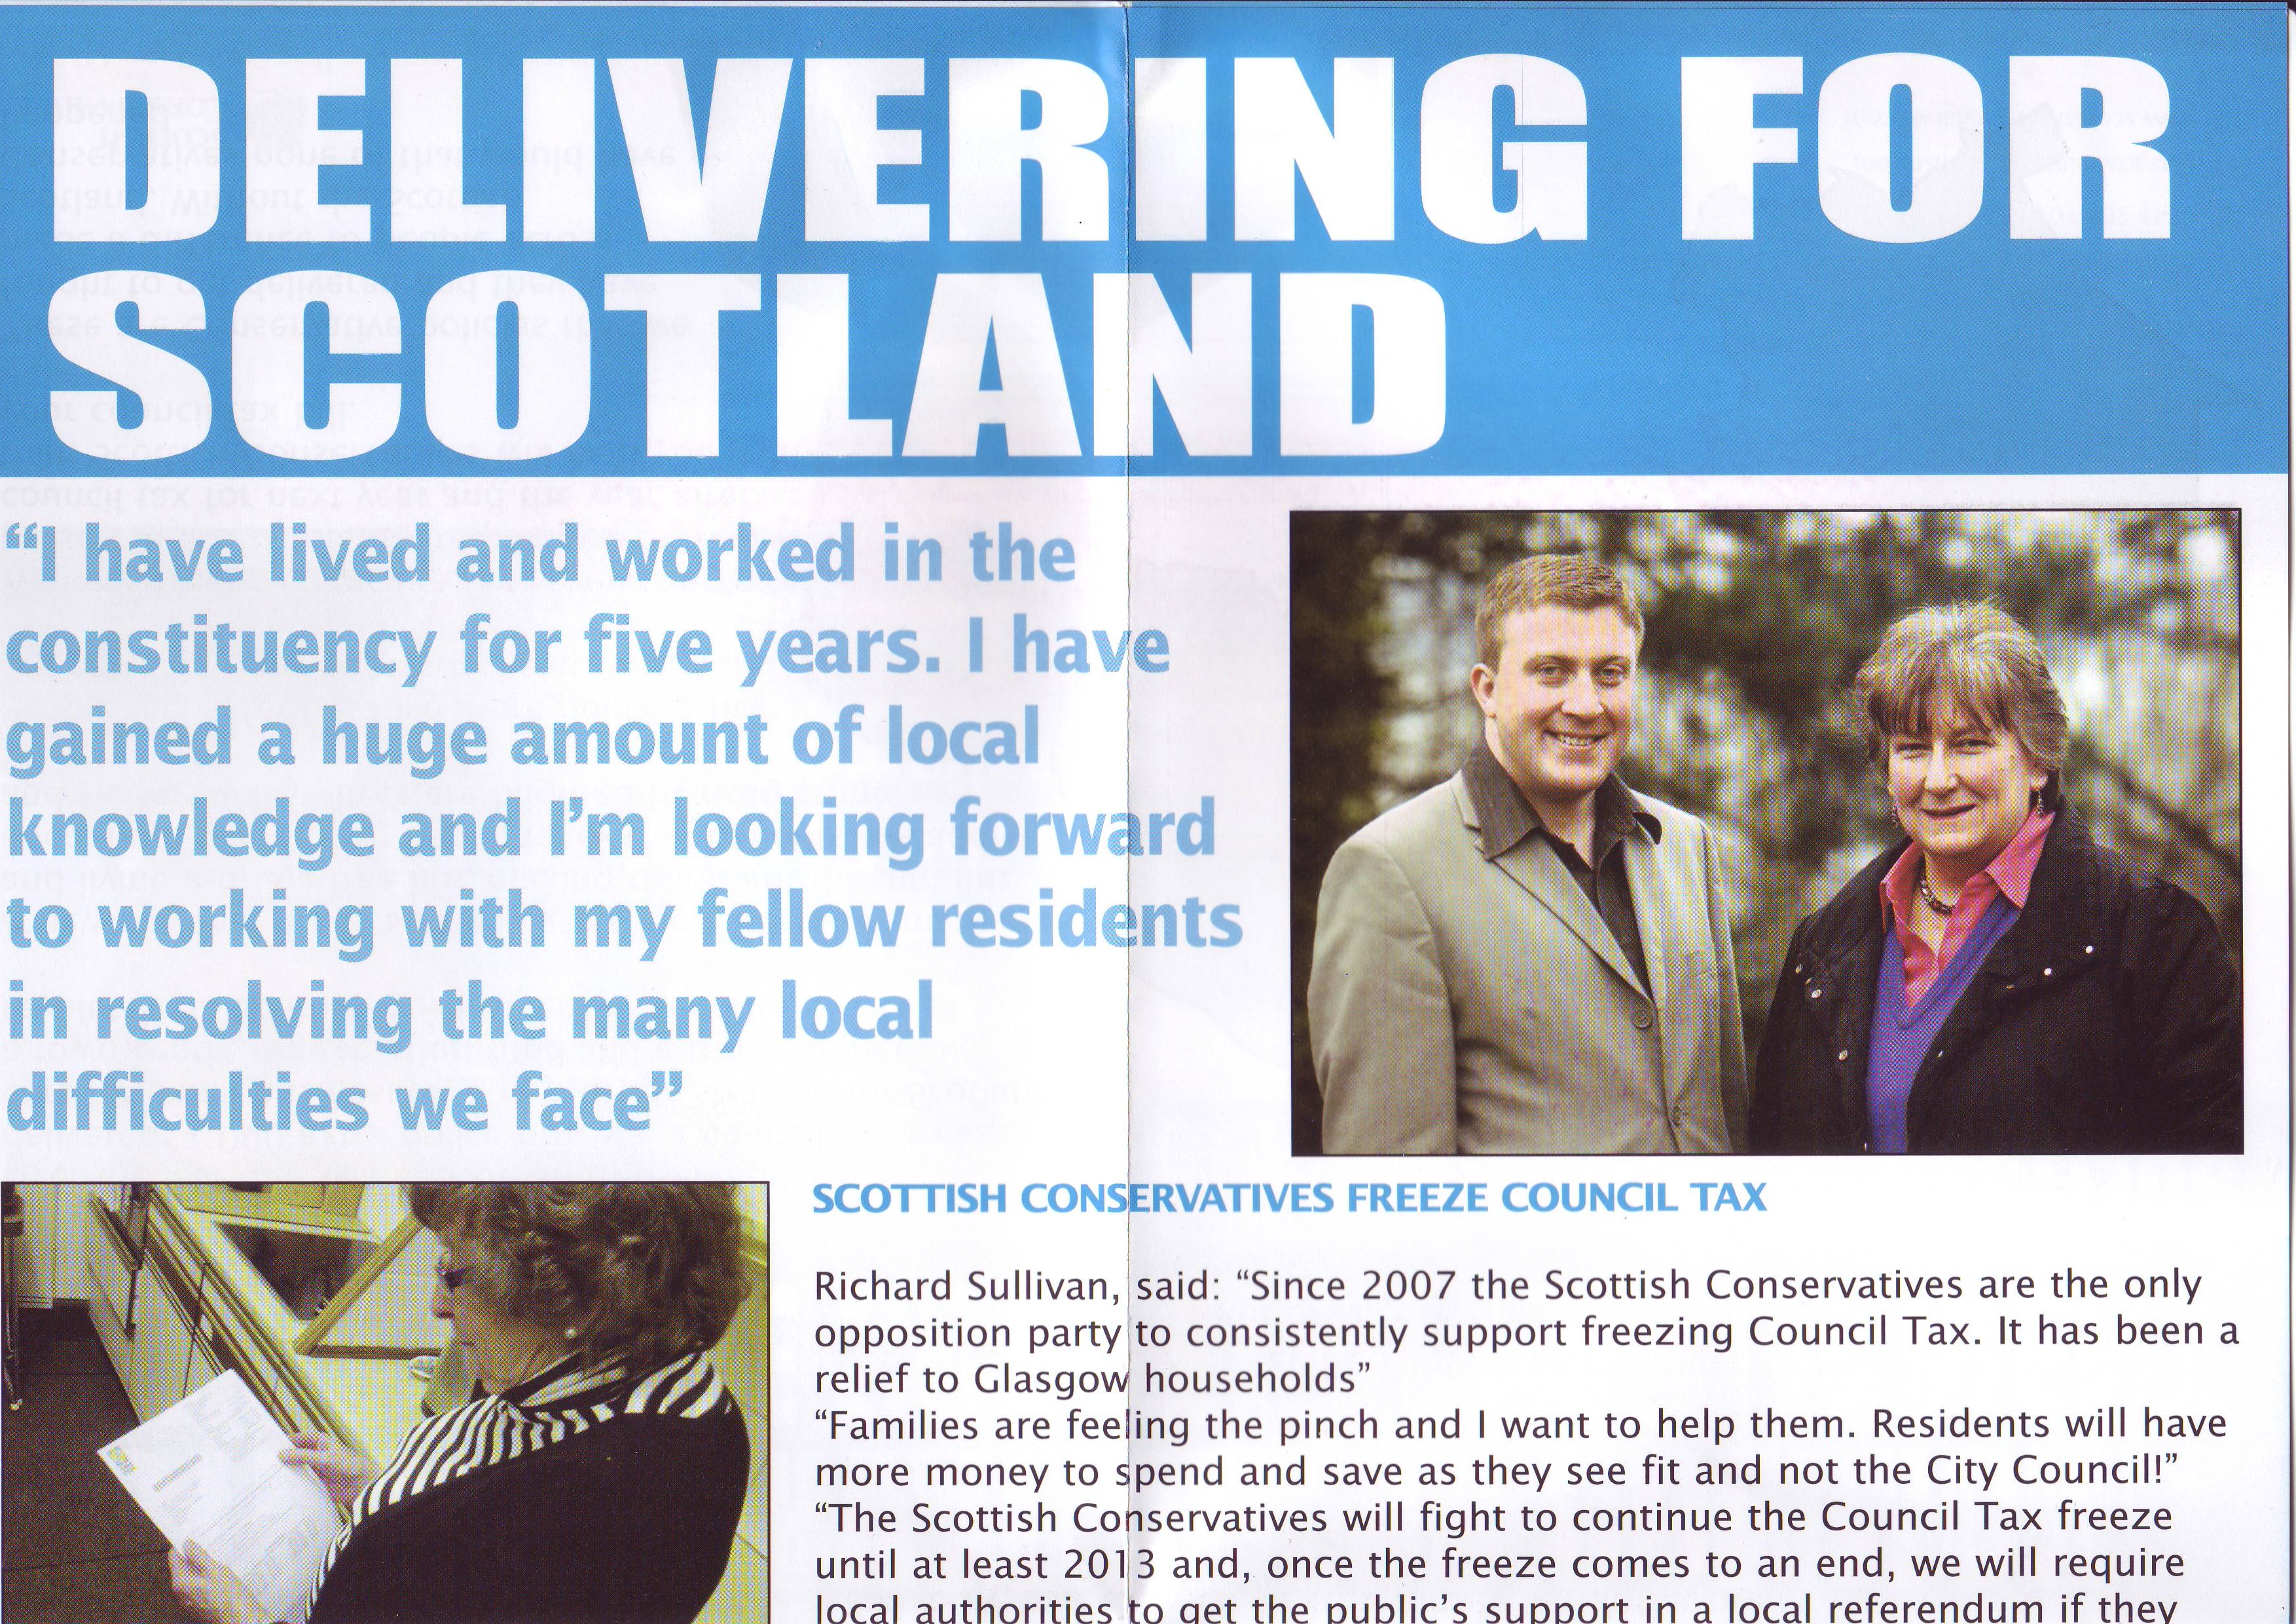 DELIVERING FOR
SCOTLAND
“I have lived and worked in the
constituency for five years. I have
gained a huge amount of local
knowledge and I’m looking forward
to working with my fellow residents
in resolving the many local
difficulties we face”
SCOTTISH CONSERVATIVES FREEZE COUNCIL TAX
Richard Sullivan, said: “Since 2007 the Scottish Conservatives are the only
opposition party to consistently support freezing Council Tax. It has been a
relief to Glasgow households”
“Families are feeling the pinch and I want to help them. Residents will have
more money to spend and save as they see fit and not the City Council!”
“The Scottish Conservatives will fight to continue the Council Tax freeze
until at least 2013 and, once the freeze comes to an end, we will require
local authorities to get the public’s support in a local referendum if they